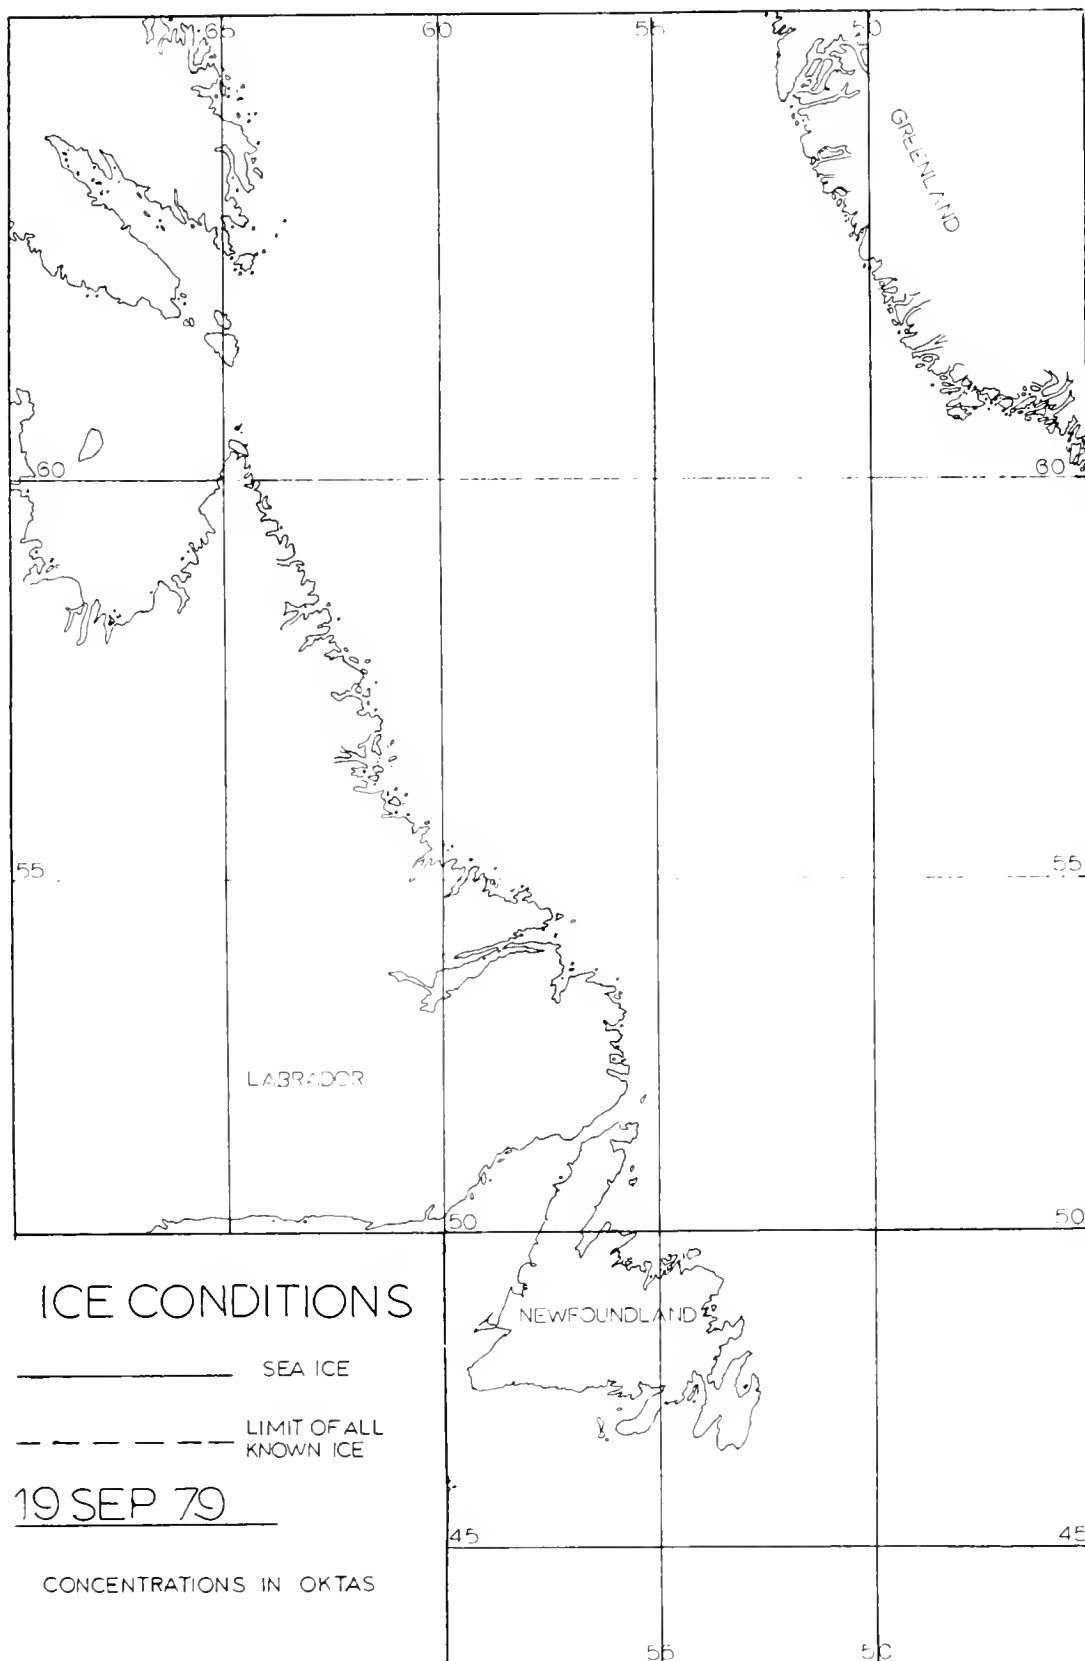 65 60 55 50
GREENLAND
60 60
55 55
LABRADOR
50 50
ICE CONDITIONS
NEWFOUNDLAND
SEA ICE
LIMIT OF ALL
KNOWN ICE
19 SEP 79
45 45
CONCENTRATIONS IN OKTAS
55 50